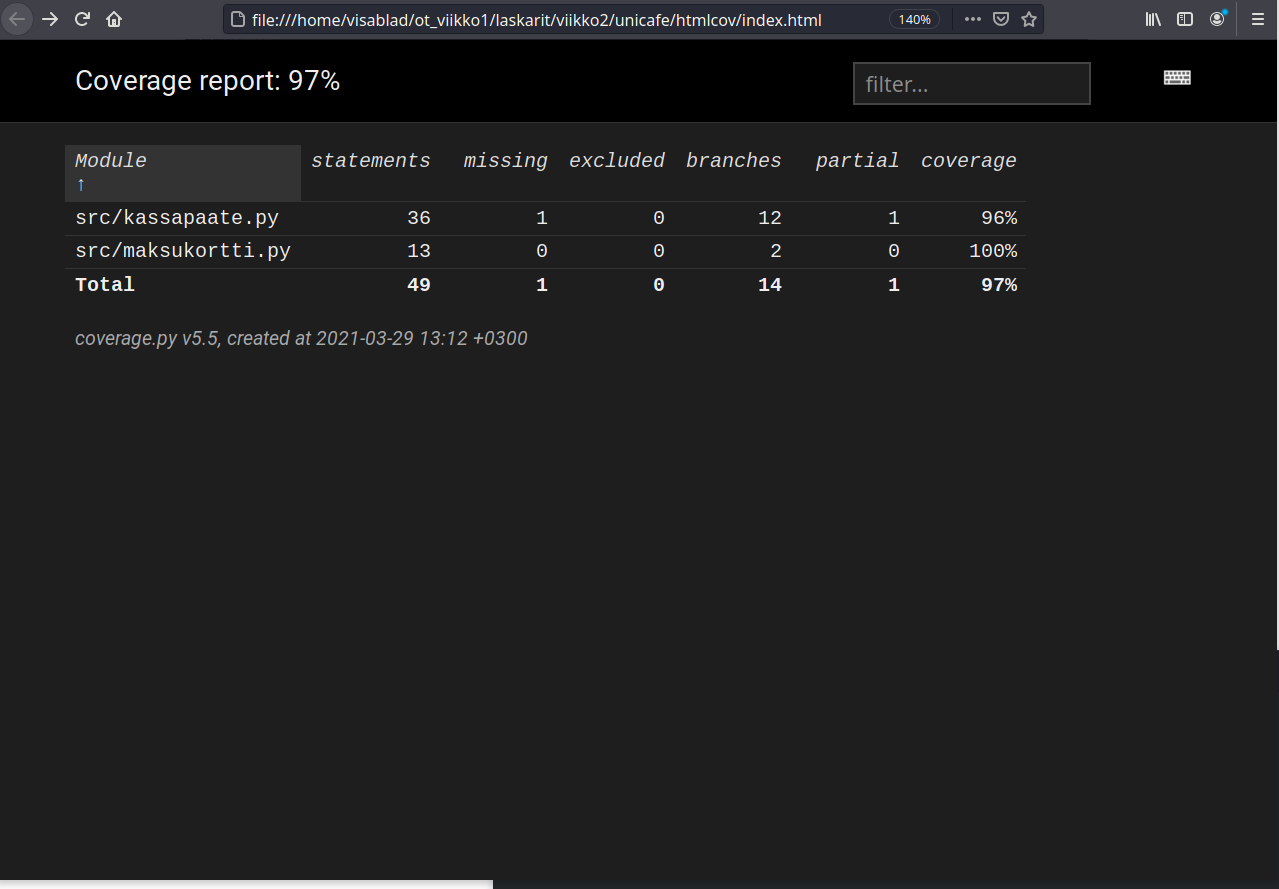 file:///home/visablad/ot_viikko1/laskarit/viikko2/unicafe/htmlcov/index.html 140%
Coverage report: 97%
filter...
Module ↑ statements missing excluded branches partial coverage
src/kassapaate.py 36 1 0 12 1 96%
src/maksukortti.py 13 0 0 2 0 100%
Total 49 1 0 14 1 97%
coverage.py v5.5, created at 2021-03-29 13:12 +0300